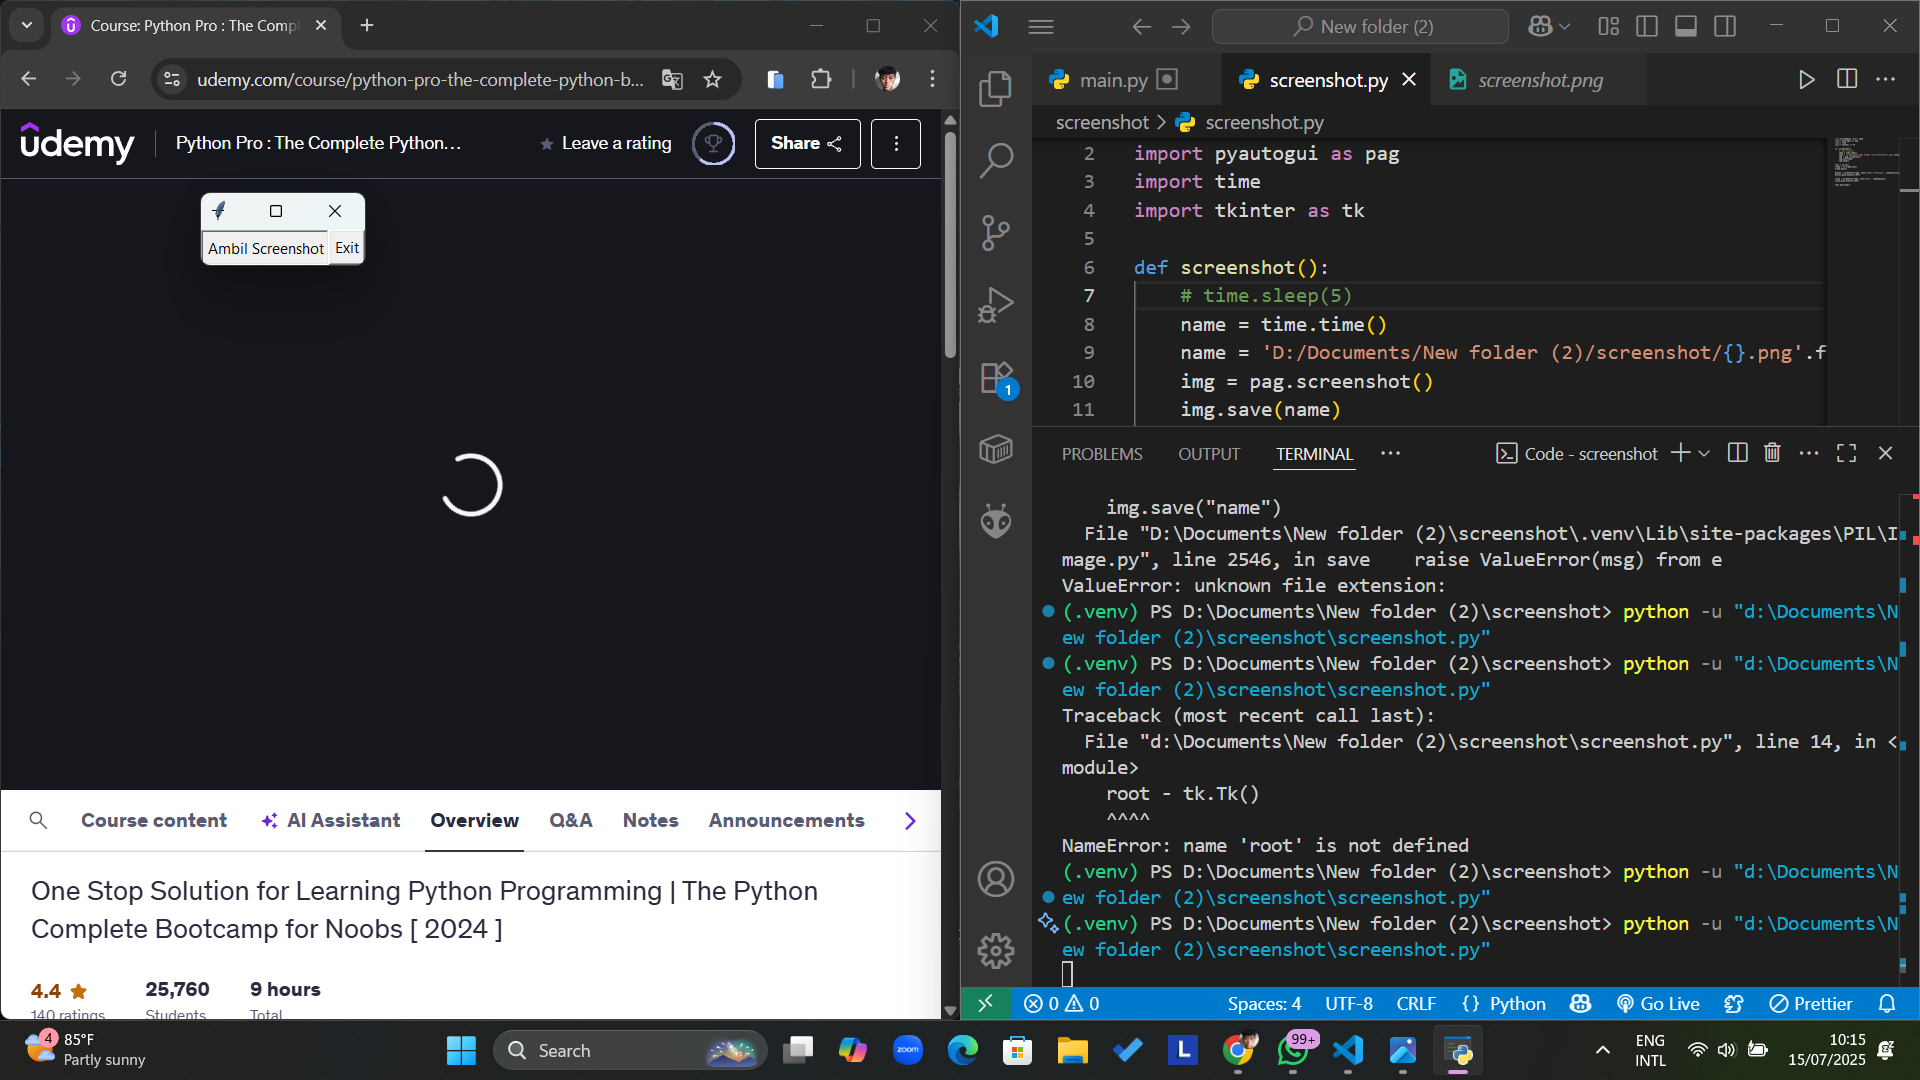 Course: Python Pro : The Comp
udemy.com/course/python-pro-the-complete-python-b...
udemy
Python Pro : The Complete Python...
Leave a rating
Share
Ambil Screenshot
Exit
Course content
AI Assistant
Overview
Q&A
Notes
Announcements
One Stop Solution for Learning Python Programming | The Python
Complete Bootcamp for Noobs [ 2024 ]
4.4
25,760
9 hours
140 ratings
Students
Total
New folder (2)
main.py
screenshot.py
screenshot.png
screenshot > screenshot.py
2 import pyautogui as pag
3 import time
4 import tkinter as tk
5
6 def screenshot():
7 # time.sleep(5)
8 name = time.time()
9 name = 'D:/Documents/New folder (2)/screenshot/{}.png'.f
10 img = pag.screenshot()
11 img.save(name)
1
PROBLEMS
OUTPUT
TERMINAL
Code - screenshot
img.save("name")
File "D:\Documents\New folder (2)\screenshot\.venv\Lib\site-packages\PIL\I
mage.py", line 2546, in save    raise ValueError(msg) from e
ValueError: unknown file extension:
(.venv) PS D:\Documents\New folder (2)\screenshot> python -u "d:\Documents\N
ew folder (2)\screenshot\screenshot.py"
(.venv) PS D:\Documents\New folder (2)\screenshot> python -u "d:\Documents\N
ew folder (2)\screenshot\screenshot.py"
Traceback (most recent call last):
File "d:\Documents\New folder (2)\screenshot\screenshot.py", line 14, in <
module>
root - tk.Tk()
^^^^
NameError: name 'root' is not defined
(.venv) PS D:\Documents\New folder (2)\screenshot> python -u "d:\Documents\N
ew folder (2)\screenshot\screenshot.py"
(.venv) PS D:\Documents\New folder (2)\screenshot> python -u "d:\Documents\N
ew folder (2)\screenshot\screenshot.py"
0 0
Spaces: 4
UTF-8
CRLF
{} Python
Go Live
Prettier
4
85°F
Partly sunny
Search
zoom
L
99+
ENG
INTL
10:15
15/07/2025